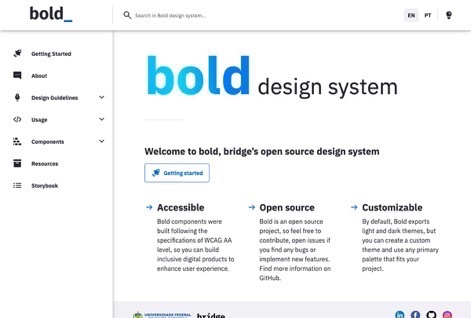 bold_
Search in Bold design system...
EN
PT
Getting Started
About
Design Guidelines
Usage
Components
Resources
Storybook
bold design system
Welcome to bold, bridge's open source design system
Getting started
Accessible
Bold components were
built following the
specifications of WCAG AA
level, so you can build
inclusive digital products to
enhance user experience.
Open source
Bold is an open source
project, so feel free to
contribute, open issues if
you find any bugs or
implement new features.
Find more information on
GitHub.
Customizable
By default, Bold exports
light and dark themes, but
you can create a custom
theme and use any primary
palette that fits your
project.
UNIVERSIDADE FEDERAL
bridge